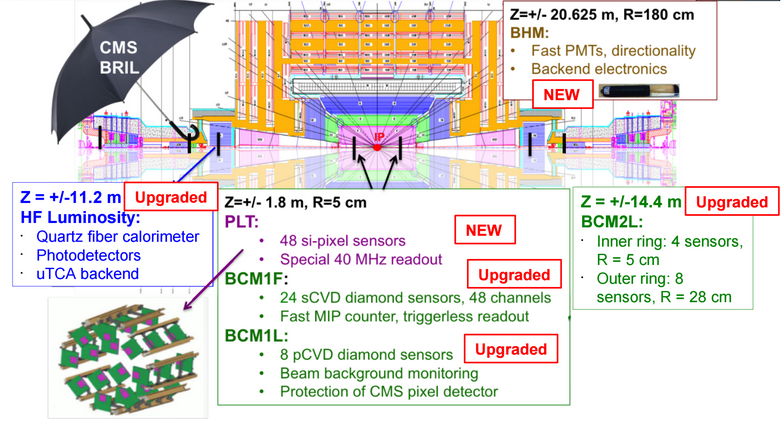 CMS
BRIL
Z=+/- 20.625 m, R=180 cm
BHM:
• Fast PMTs, directionality
• Backend electronics
NEW
IP
Z = +/-11.2 m
Upgraded
HF Luminosity:
· Quartz fiber calorimeter
· Photodetectors
· uTCA backend
Z=+/- 1.8 m, R=5 cm
PLT:
NEW
• 48 si-pixel sensors
• Special 40 MHz readout
BCM1F:
Upgraded
• 24 sCVD diamond sensors, 48 channels
• Fast MIP counter, triggerless readout
BCM1L:
Upgraded
• 8 pCVD diamond sensors
• Beam background monitoring
• Protection of CMS pixel detector
Z = +/-14.4 m
Upgraded
BCM2L:
· Inner ring: 4 sensors,
R = 5 cm
· Outer ring: 8
sensors, R = 28 cm